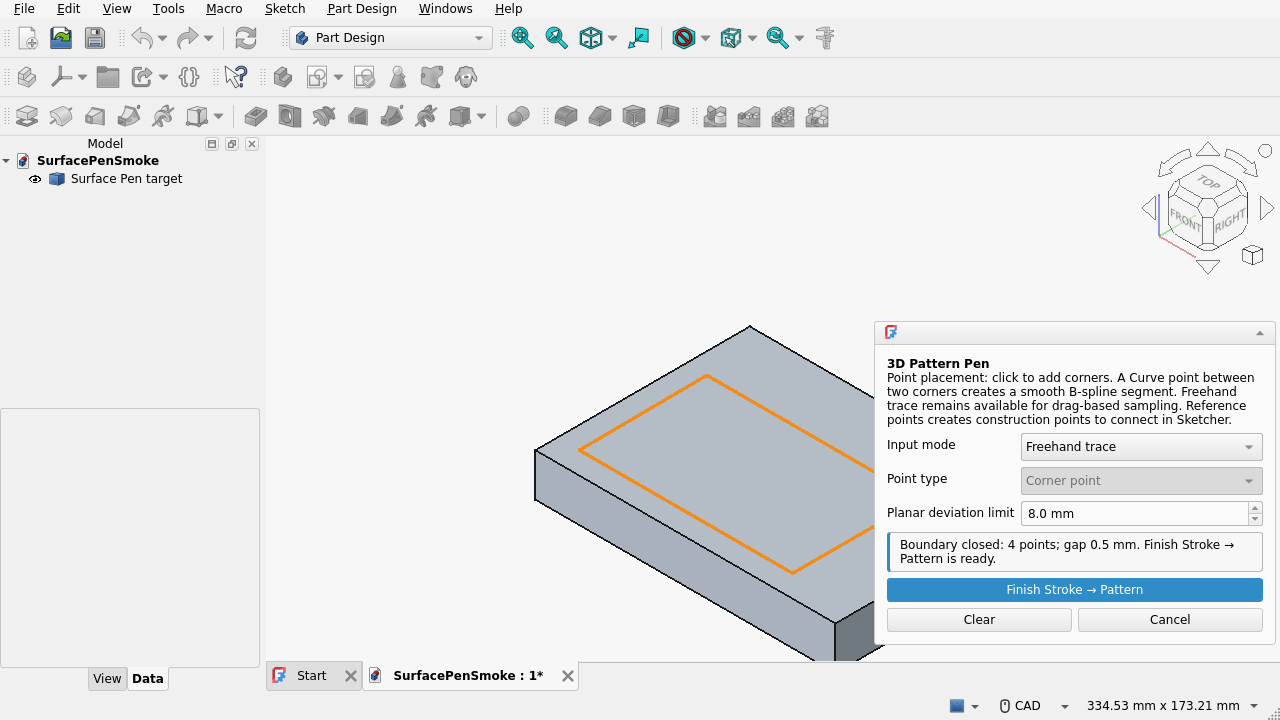 File Edit View Tools Macro Sketch Part Design Windows Help
Part Design
Model
SurfacePenSmoke
Surface Pen target
TOP
FRONT
RIGHT
3D Pattern Pen
Point placement: click to add corners. A Curve point between
two corners creates a smooth B-spline segment. Freehand
trace remains available for drag-based sampling. Reference
points creates construction points to connect in Sketcher.
Input mode Freehand trace
Point type Corner point
Planar deviation limit 8.0 mm
Boundary closed: 4 points; gap 0.5 mm. Finish Stroke →
Pattern is ready.
Finish Stroke → Pattern
Clear Cancel
View Data
Start SurfacePenSmoke : 1*
CAD 334.53 mm x 173.21 mm